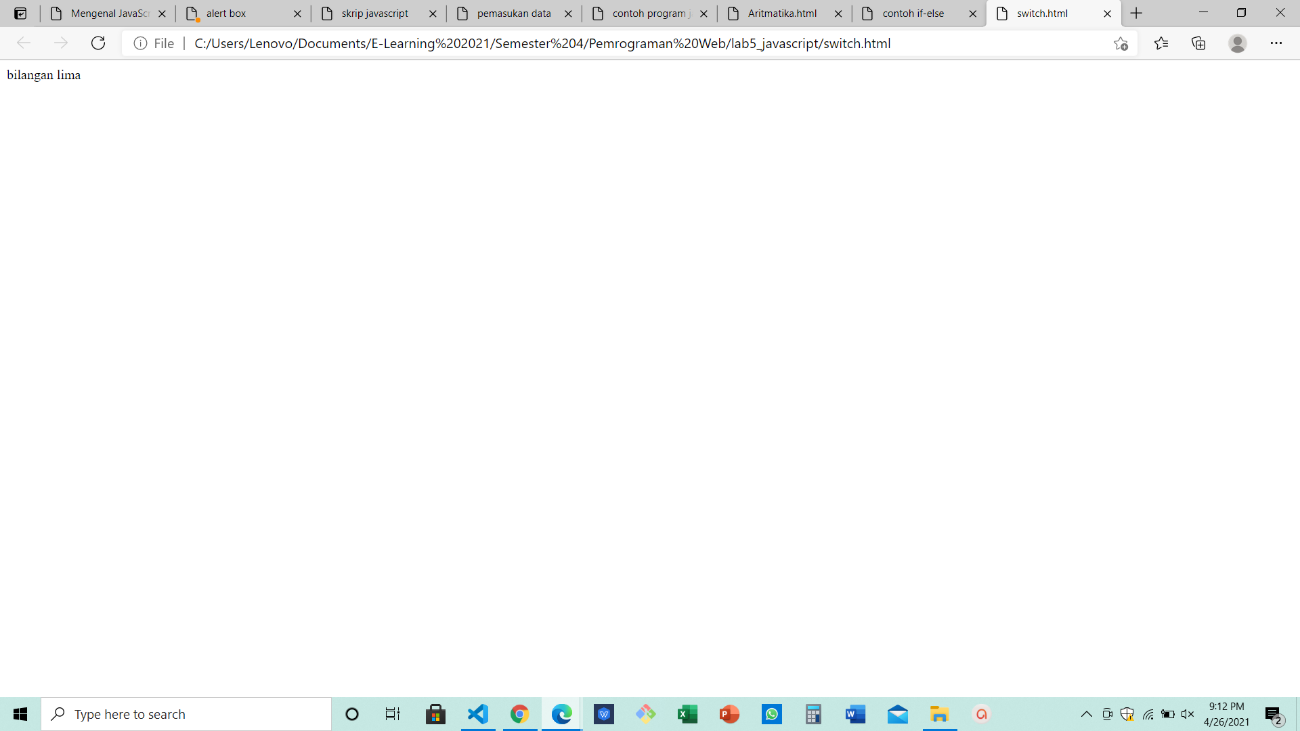 Mengenal JavaSc
alert box
skrip javascript
pemasukan data
contoh program j
Aritmatika.html
contoh if-else
switch.html
File | C:/Users/Lenovo/Documents/E-Learning%202021/Semester%204/Pemrograman%20Web/lab5_javascript/switch.html
bilangan lima
Type here to search
9:12 PM
4/26/2021
2